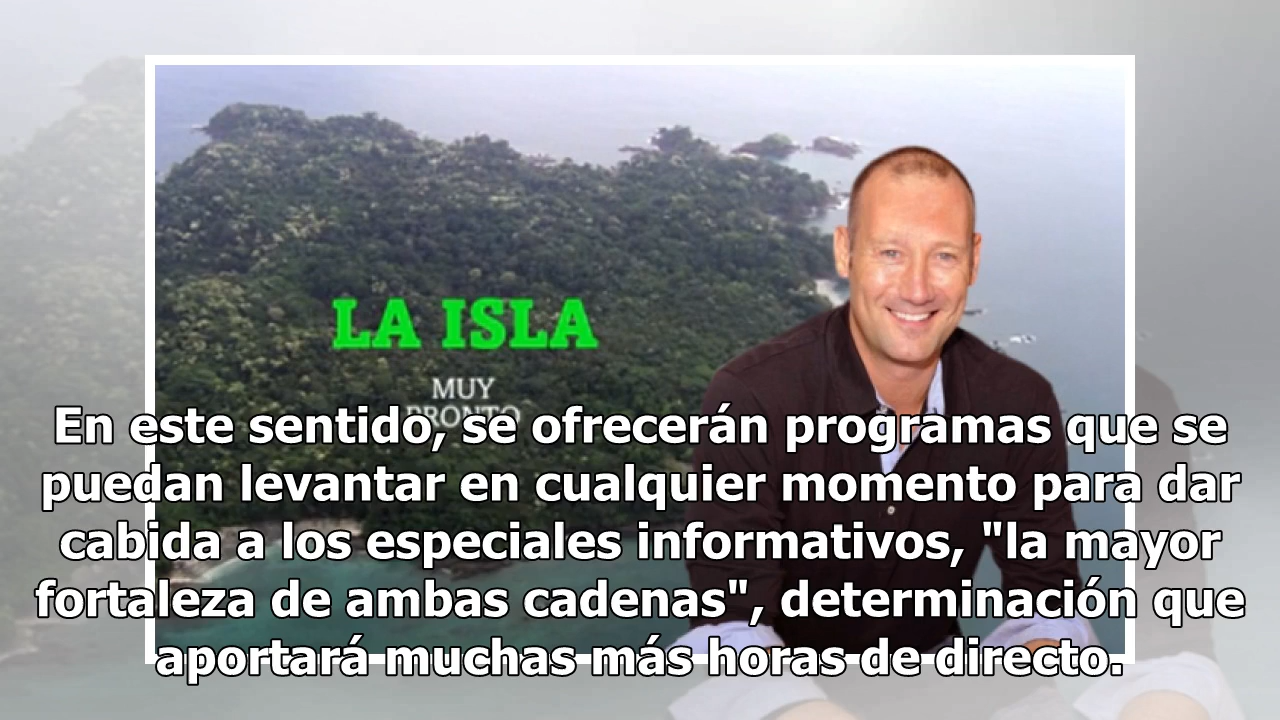 LA ISLA
MUY
PRONTO
En este sentido, se ofrecerán programas que se
puedan levantar en cualquier momento para dar
cabida a los especiales informativos, "la mayor
fortaleza de ambas cadenas", determinación que
aportará muchas más horas de directo.